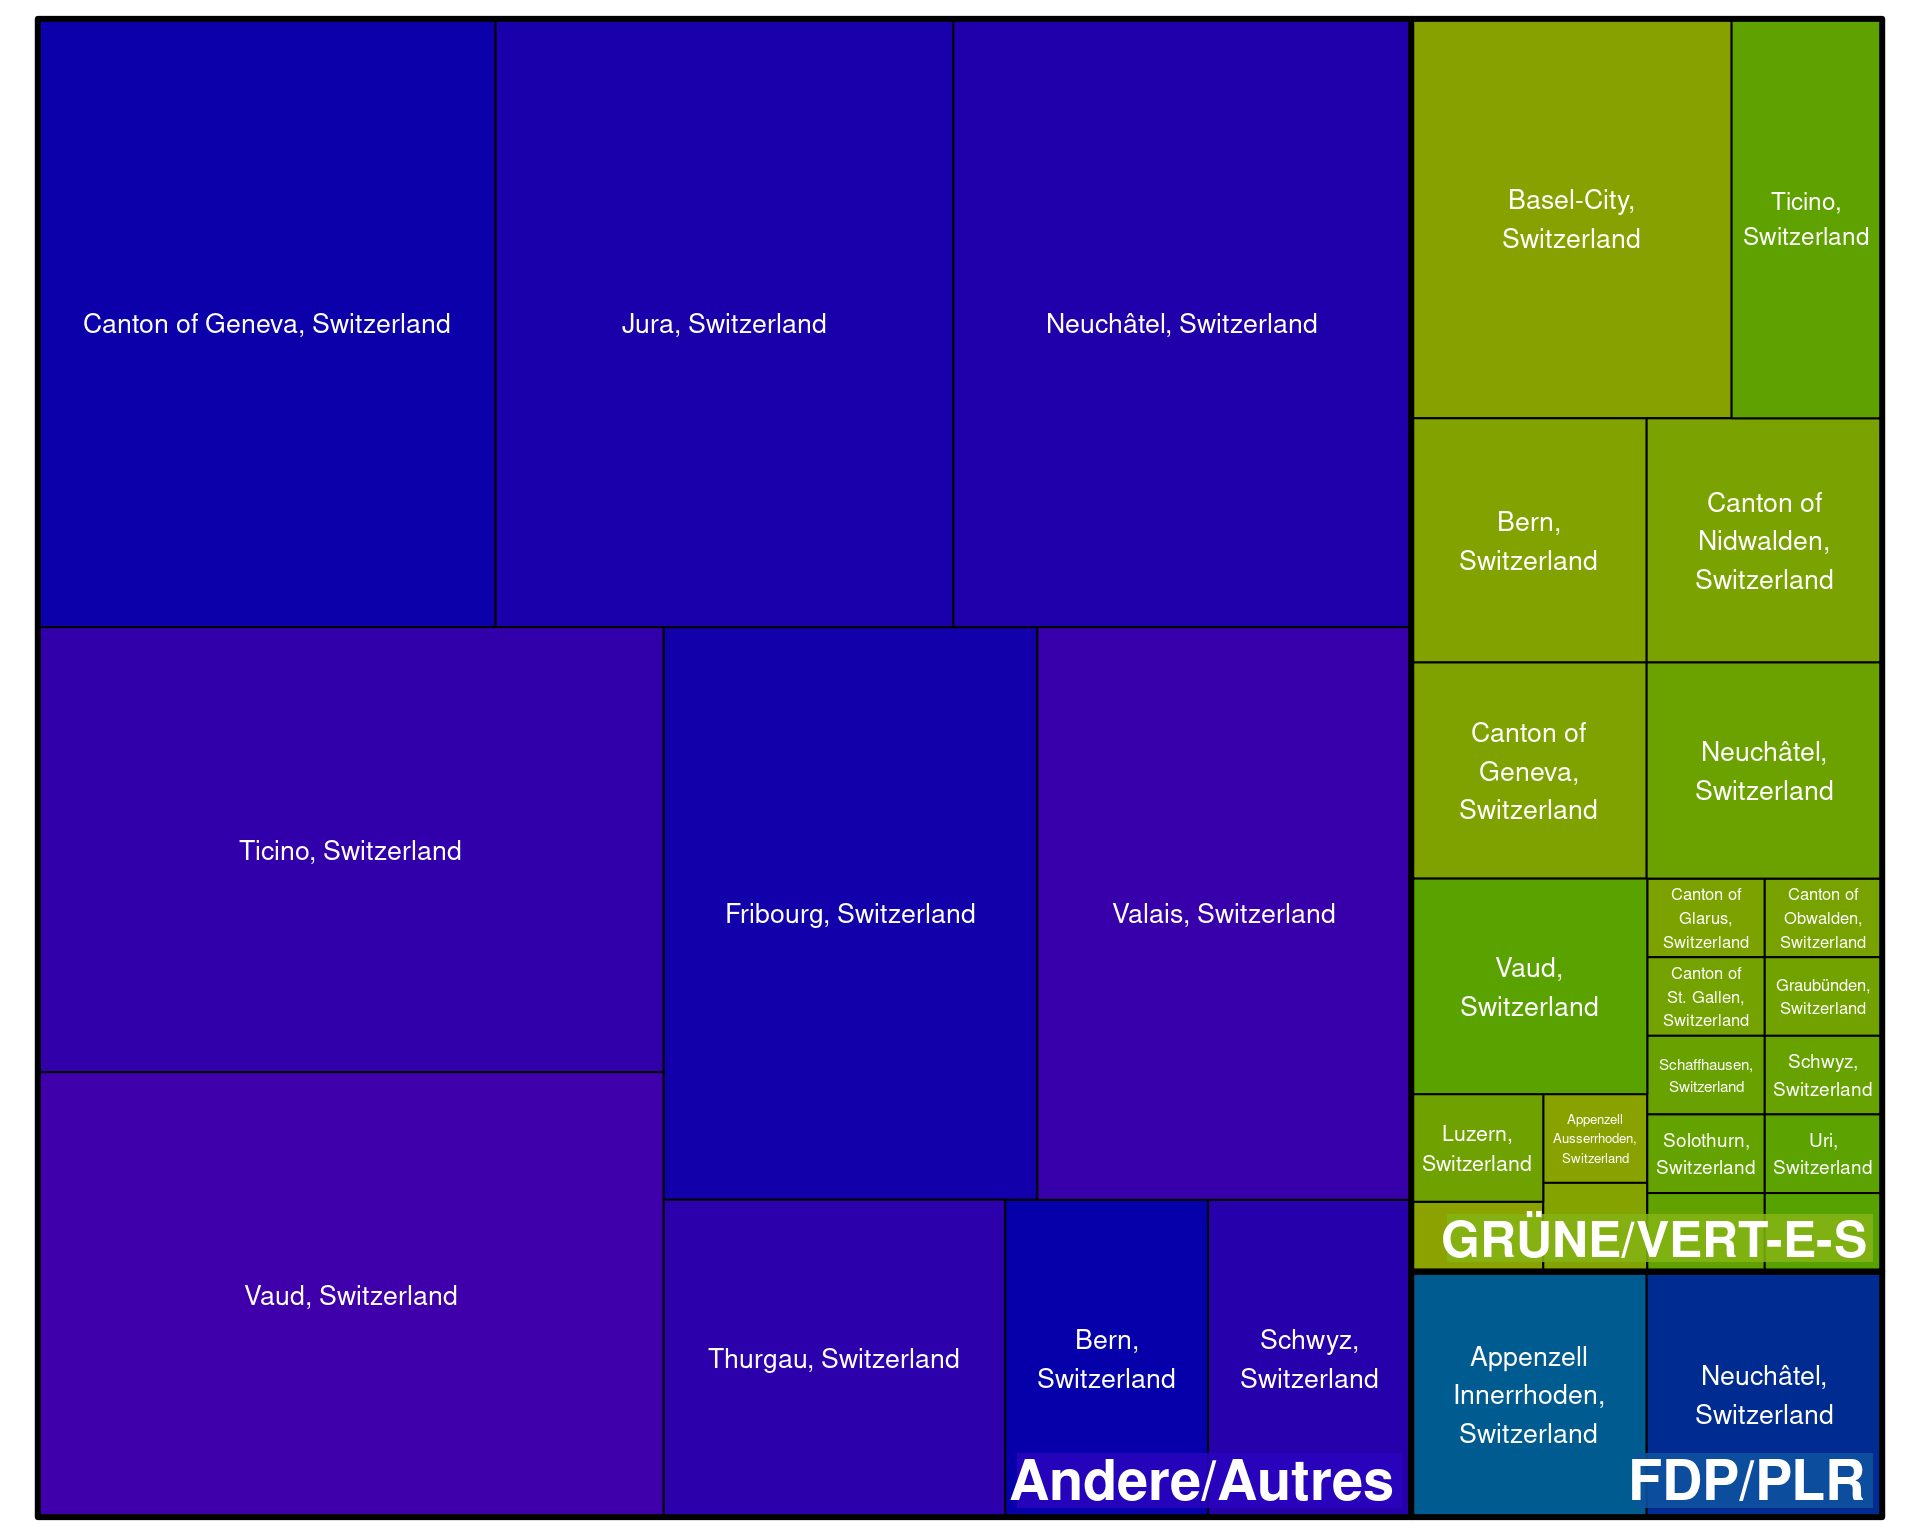 Canton of Geneva, Switzerland
Jura, Switzerland
Neuchâtel, Switzerland
Ticino, Switzerland
Fribourg, Switzerland
Valais, Switzerland
Vaud, Switzerland
Thurgau, Switzerland
Bern,
Switzerland
Schwyz,
Switzerland
Andere/Autres
Basel-City,
Switzerland
Ticino,
Switzerland
Bern,
Switzerland
Canton of
Nidwalden,
Switzerland
Canton of
Geneva,
Switzerland
Neuchâtel,
Switzerland
Vaud,
Switzerland
Canton of
Glarus,
Switzerland
Canton of
Obwalden,
Switzerland
Canton of
St. Gallen,
Switzerland
Graubünden,
Switzerland
Schaffhausen,
Switzerland
Schwyz,
Switzerland
Luzern,
Switzerland
Appenzell
Ausserrhoden,
Switzerland
Solothurn,
Switzerland
Uri,
Switzerland
GRÜNE/VERT-E-S
Appenzell
Innerrhoden,
Switzerland
Neuchâtel,
Switzerland
FDP/PLR